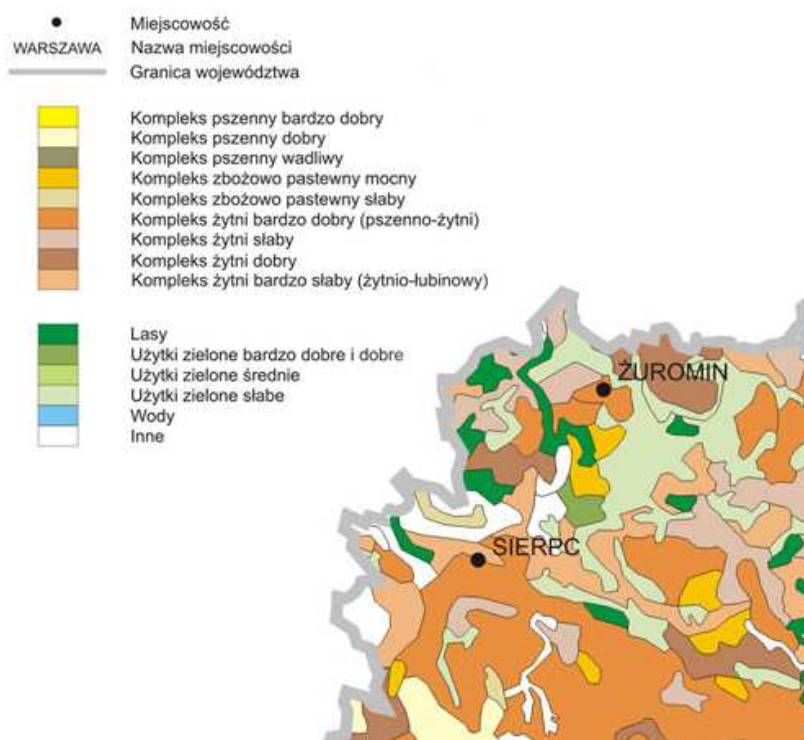 Miejscowość
WARSZAWA Nazwa miejscowości
Granica województwa
Kompleks pszenny bardzo dobry
Kompleks pszenny dobry
Kompleks pszenny wadliwy
Kompleks zbożowo pastewny mocny
Kompleks zbożowo pastewny słaby
Kompleks żytni bardzo dobry (pszenno-żytni)
Kompleks żytni słaby
Kompleks żytni dobry
Kompleks żytni bardzo słaby (żytnio-łubinowy)
Lasy
Użytki zielone bardzo dobre i dobre
Użytki zielone średnie
Użytki zielone słabe
Wody
Inne
ŻUROMIN
SIERPC